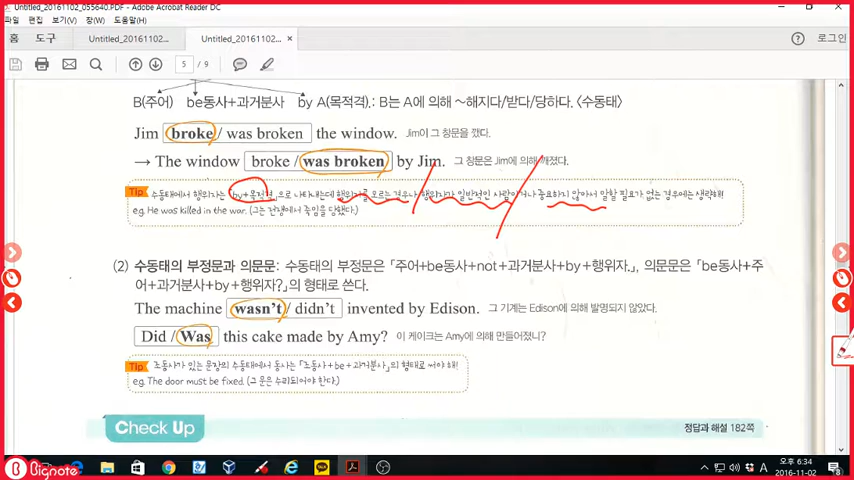 Untitled_20161102_055640.PDF - Adobe Acrobat Reader DC
파일 편집 보기(V) 창(W) 도움말(H)
홈 도구 Untitled_20161102_... Untitled_20161102... × 로그인
5 / 9
B(주어) be동사+과거분사 by A(목적격).: B는 A에 의해 ~해지다/받다/당하다. <수동태>
Jim broke / was broken the window. Jim이 그 창문을 깼다.
→ The window broke / was broken by Jim. 그 창문은 Jim에 의해 깨졌다.
Tip 수동태에서 행위자는 「by+목적격」으로 나타내는데 행위자를 모르는 경우나 행위자가 일반적인 사람이거나 중요하지 않아서 말할 필요가 없는 경우에는 생략해!
e.g. He was killed in the war. (그는 전쟁에서 죽임을 당했다.)
(2) 수동태의 부정문과 의문문: 수동태의 부정문은 「주어+be동사+not+과거분사+by+행위자.」, 의문문은 「be동사+주
어+과거분사+by+행위자?」의 형태로 쓴다.
The machine wasn't / didn't invented by Edison. 그 기계는 Edison에 의해 발명되지 않았다.
Did / Was this cake made by Amy? 이 케이크는 Amy에 의해 만들어졌니?
Tip 조동사가 있는 문장의 수동태에서 동사는 「조동사+be+과거분사」의 형태로 써야 해!
e.g. The door must be fixed. (그 문은 수리되어야 한다.)
Check Up 정답과 해설 182쪽
Bignote A 오후 6:34
2016-11-02